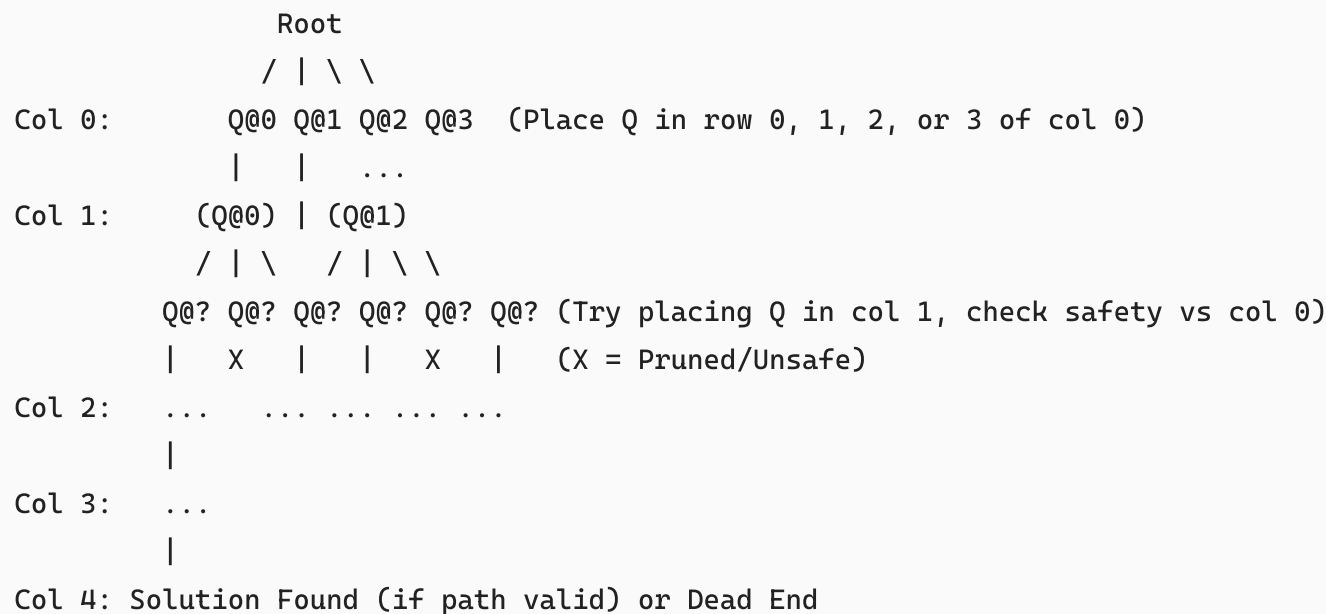 Root
/ | \ \
Col 0: Q@0 Q@1 Q@2 Q@3 (Place Q in row 0, 1, 2, or 3 of col 0)
| | ...
Col 1: (Q@0) | (Q@1)
/ | \ / | \ \
Q@? Q@? Q@? Q@? Q@? Q@? (Try placing Q in col 1, check safety vs col 0)
| X | | X | (X = Pruned/Unsafe)
Col 2: ... ... ... ... ...
|
Col 3: ...
|
Col 4: Solution Found (if path valid) or Dead End